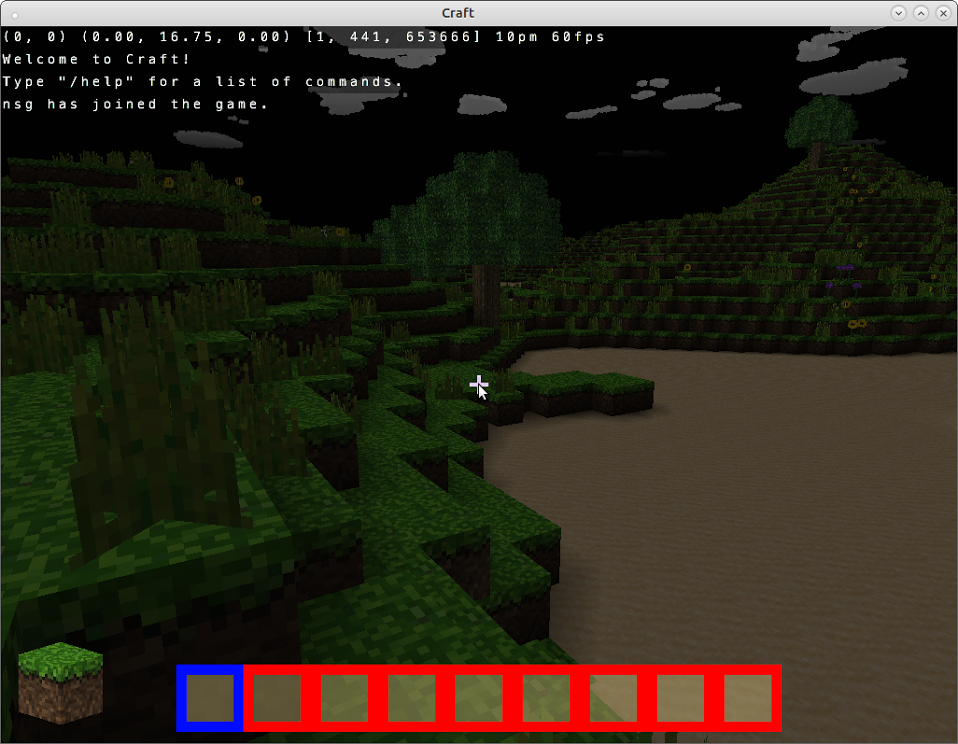 Craft
(0, 0) (0.00, 16.75, 0.00) [1, 441, 653666] 10pm 60fps
Welcome to Craft!
Type "/help" for a list of commands.
nsg has joined the game.